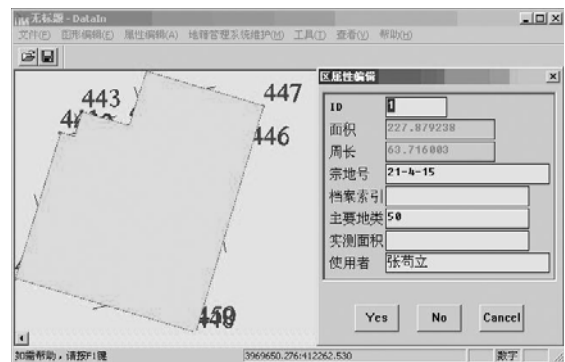 无标题 - DataIn
文件(F) 图形编辑(E) 属性编辑(A) 地籍管理系统维护(M) 工具(T) 查看(V) 帮助(H)
443
447
446
区属性编辑
ID 1
面积 227.879238
周长 63.716003
宗地号 21-4-15
档案索引
主要地类 50
实测面积
使用者 张苟立
Yes No Cancel
如需帮助，请按F1键 3969650.276:412262.530 数字